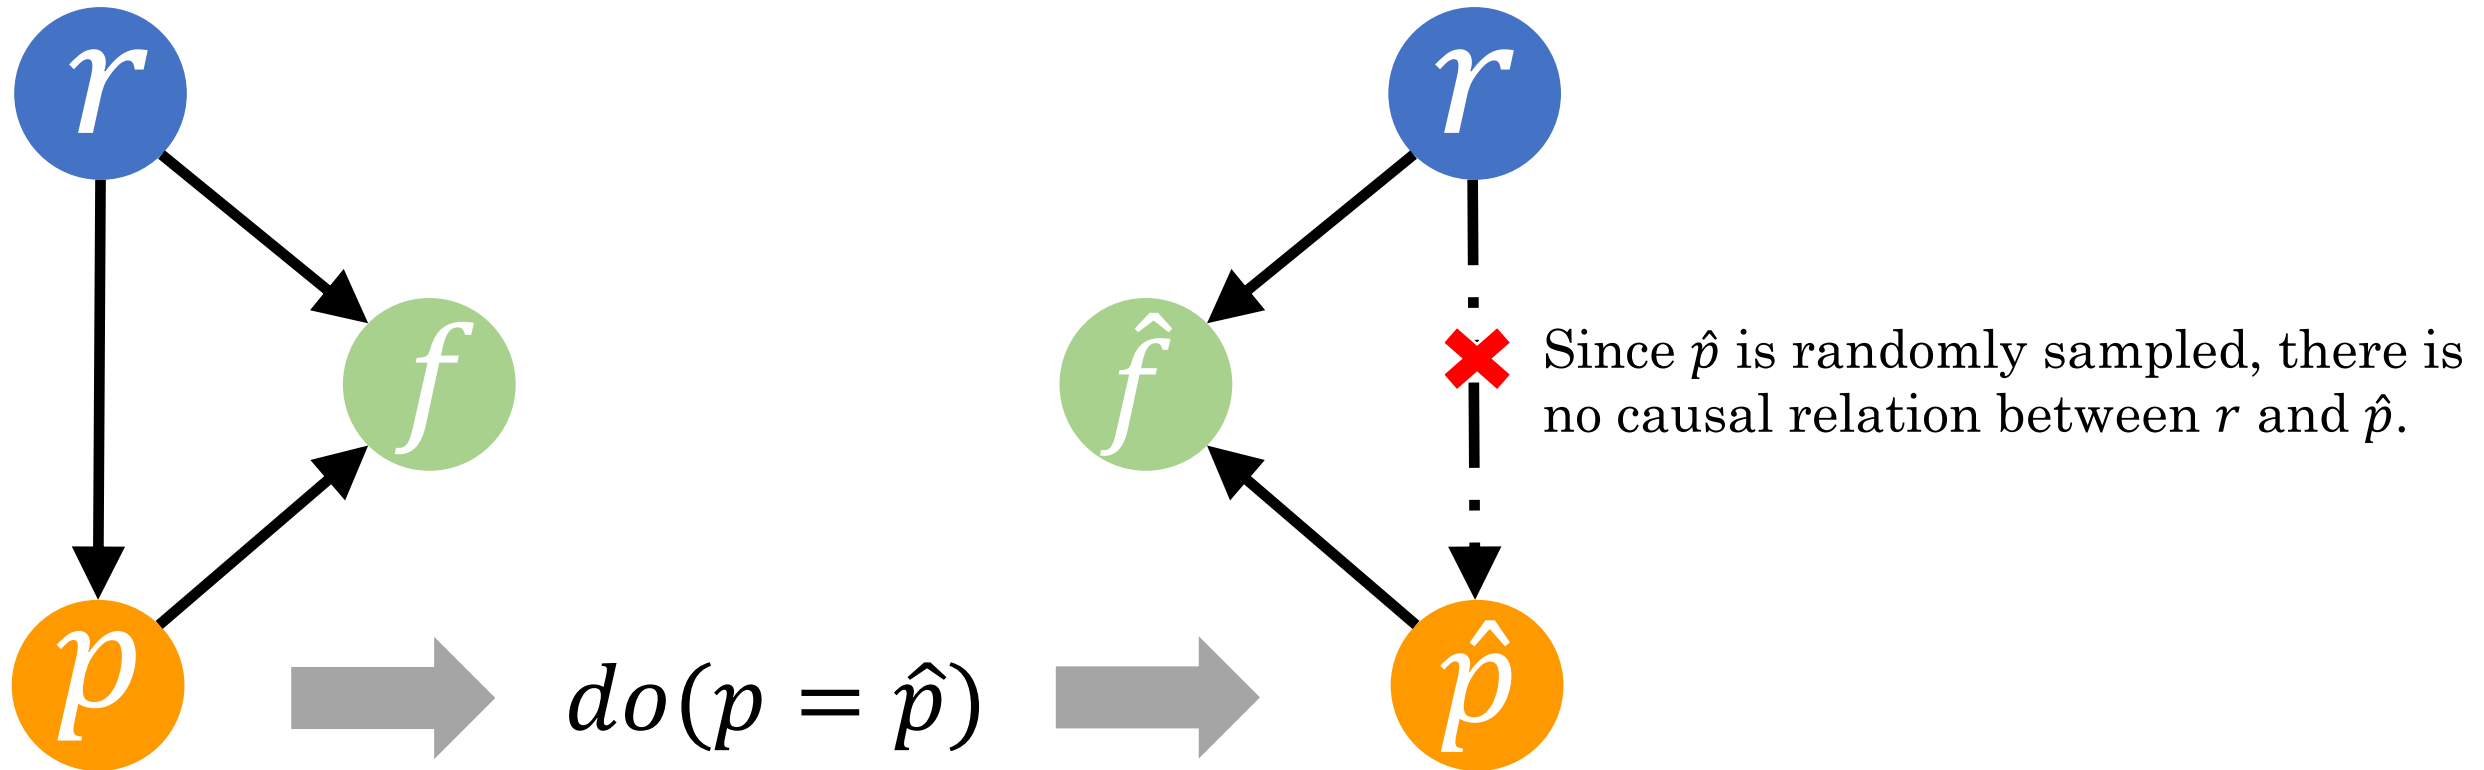 r
f
p
do(p = p̂)
r
f̂
p̂
Since p̂ is randomly sampled, there is
no causal relation between r and p̂.